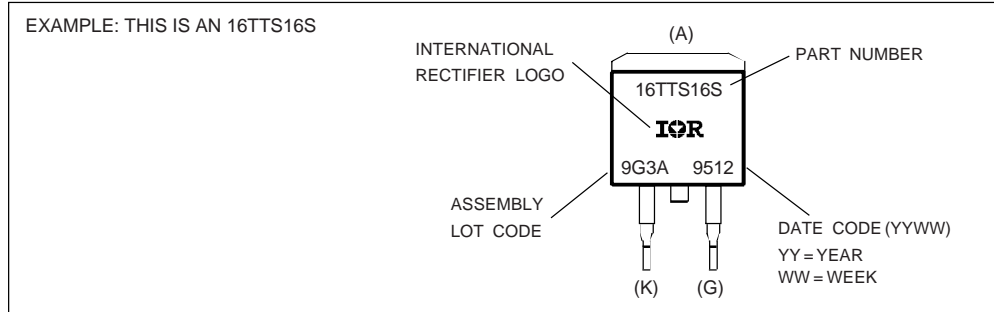 EXAMPLE: THIS IS AN 16TTS16S
(A)
INTERNATIONAL
RECTIFIER LOGO
PART NUMBER
16TTS16S
IOR
9G3A 9512
ASSEMBLY
LOT CODE
DATE CODE (YYWW)
YY = YEAR
WW = WEEK
(K) (G)